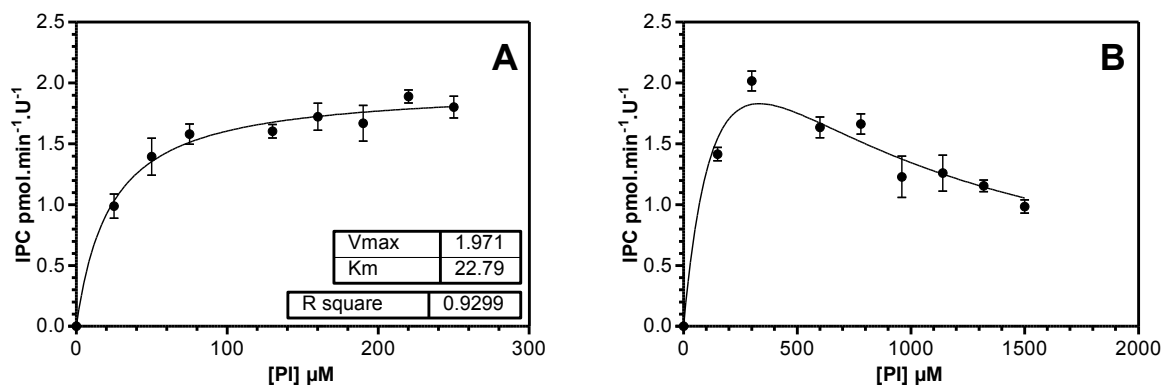 A
IPC pmol.min⁻¹.U⁻¹
2.5
2.0
1.5
1.0
0.5
0.0
Vmax 1.971
Km 22.79
R square 0.9299
0 100 200 300
[PI] µM
B
IPC pmol.min⁻¹.U⁻¹
2.5
2.0
1.5
1.0
0.5
0.0
0 500 1000 1500 2000
[PI] µM